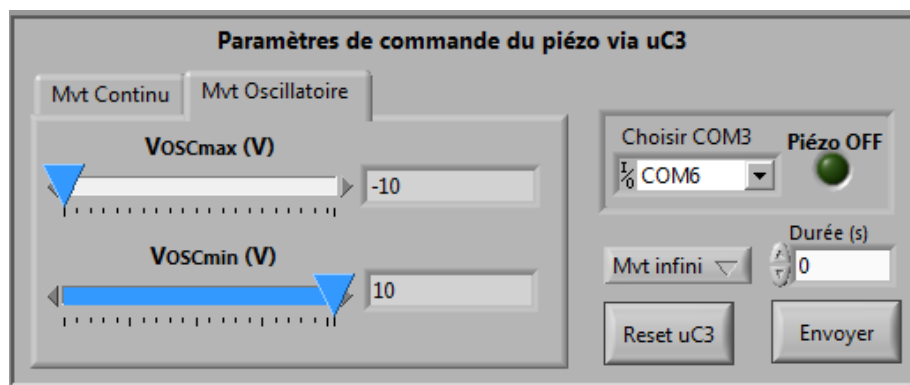 Paramètres de commande du piézo via uC3
Mvt Continu
Mvt Oscillatoire
VOSCmax (V)
-10
VOSCmin (V)
10
Choisir COM3
Piézo OFF
I/O COM6
Durée (s)
Mvt infini
0
Reset uC3
Envoyer